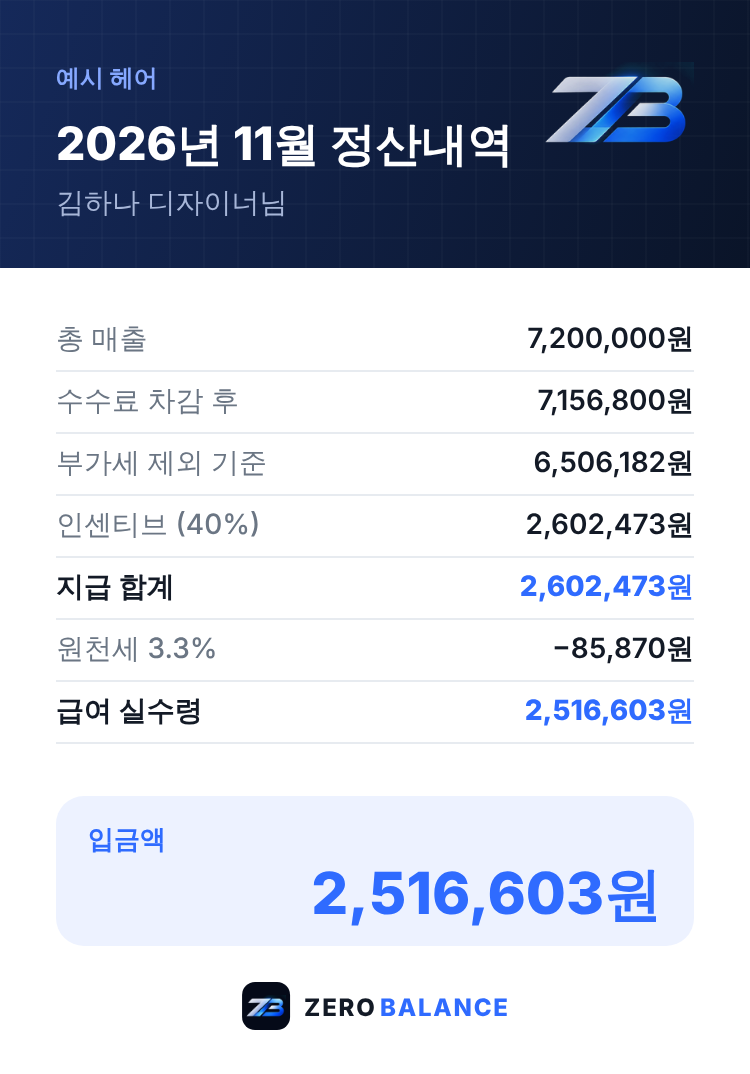 예시 헤어
2026년 11월 정산내역
김하나 디자이너님
총 매출 7,200,000원
수수료 차감 후 7,156,800원
부가세 제외 기준 6,506,182원
인센티브 (40%) 2,602,473원
지급 합계 2,602,473원
원천세 3.3% −85,870원
급여 실수령 2,516,603원
입금액
2,516,603원
ZERO BALANCE